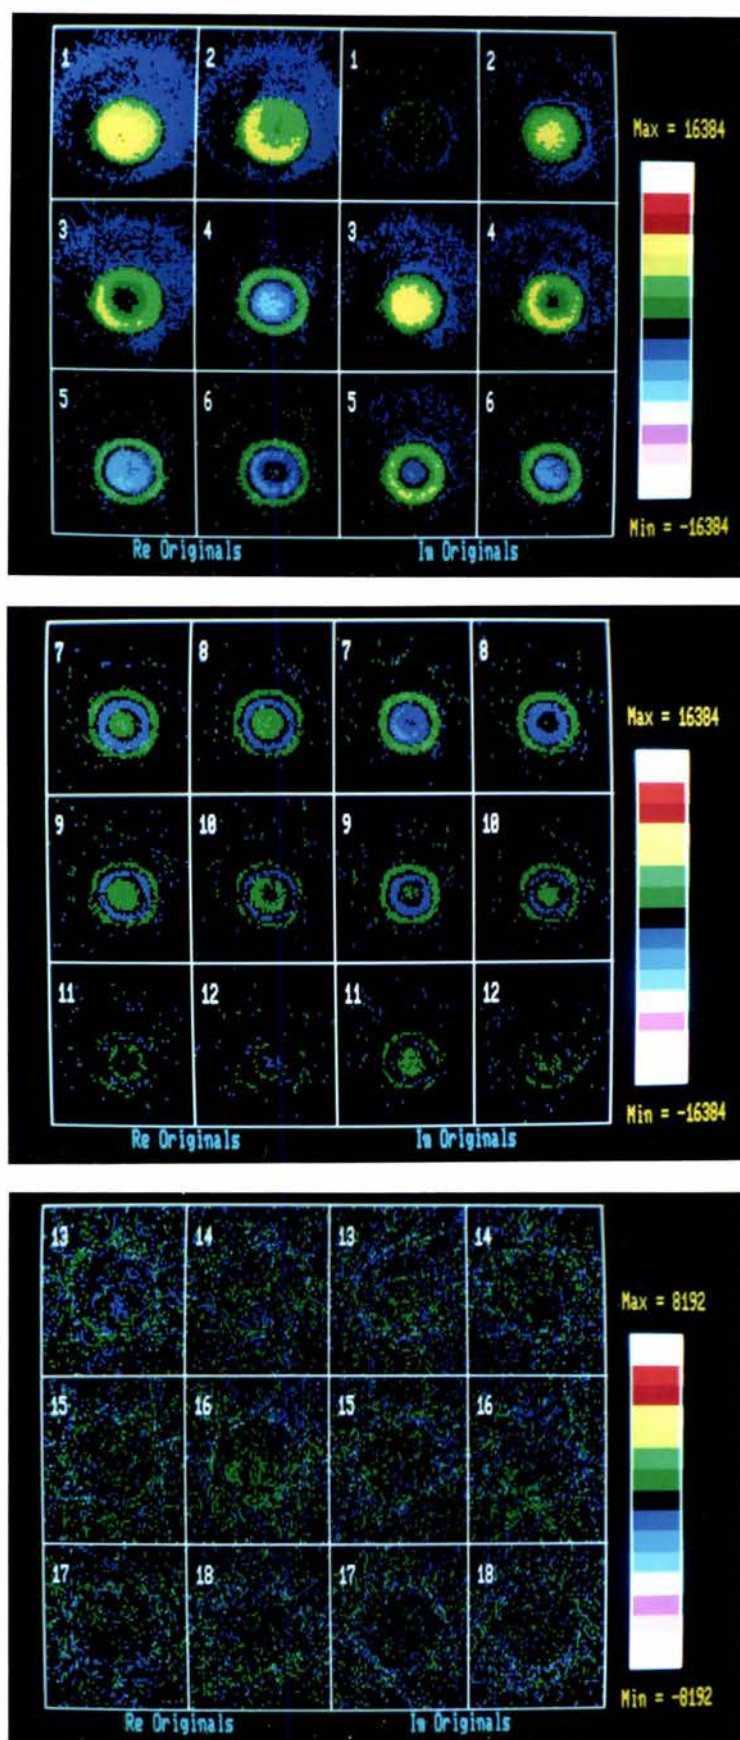 1 2 1 2
Max = 16384
3 4 3 4
5 6 5 6
Min = -16384
Re Originals Im Originals
7 8 7 8
Max = 16384
9 10 9 10
11 12 11 12
Min = -16384
Re Originals Im Originals
13 14 13 14
Max = 8192
15 16 15 16
17 18 17 18
Min = -8192
Re Originals Im Originals